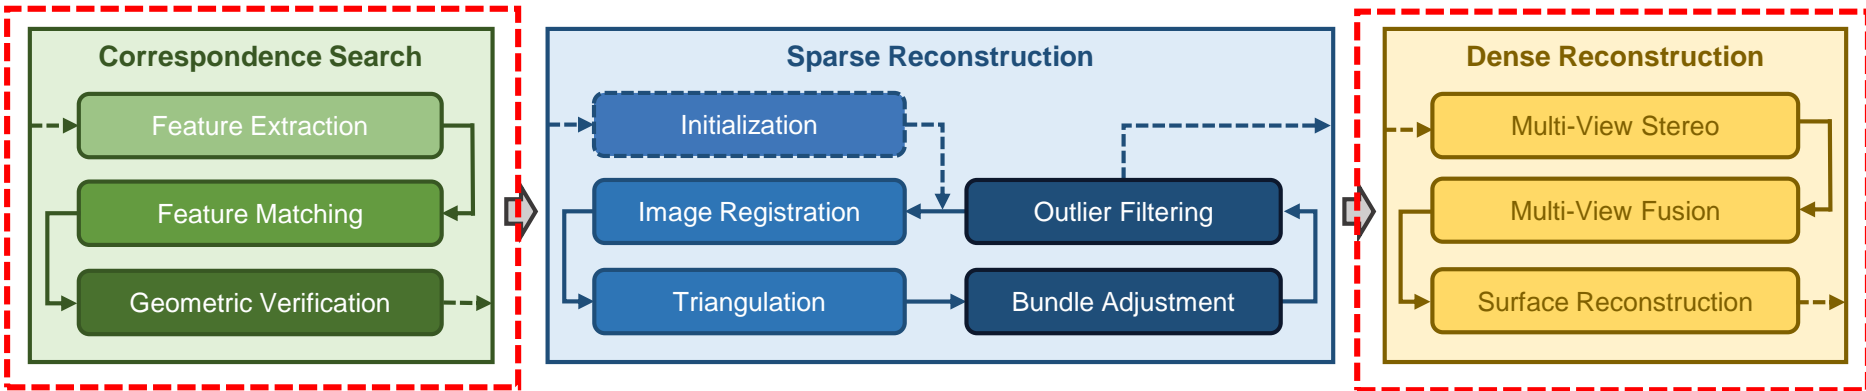 Correspondence Search
Feature Extraction
Feature Matching
Geometric Verification
Sparse Reconstruction
Initialization
Image Registration
Outlier Filtering
Triangulation
Bundle Adjustment
Dense Reconstruction
Multi-View Stereo
Multi-View Fusion
Surface Reconstruction